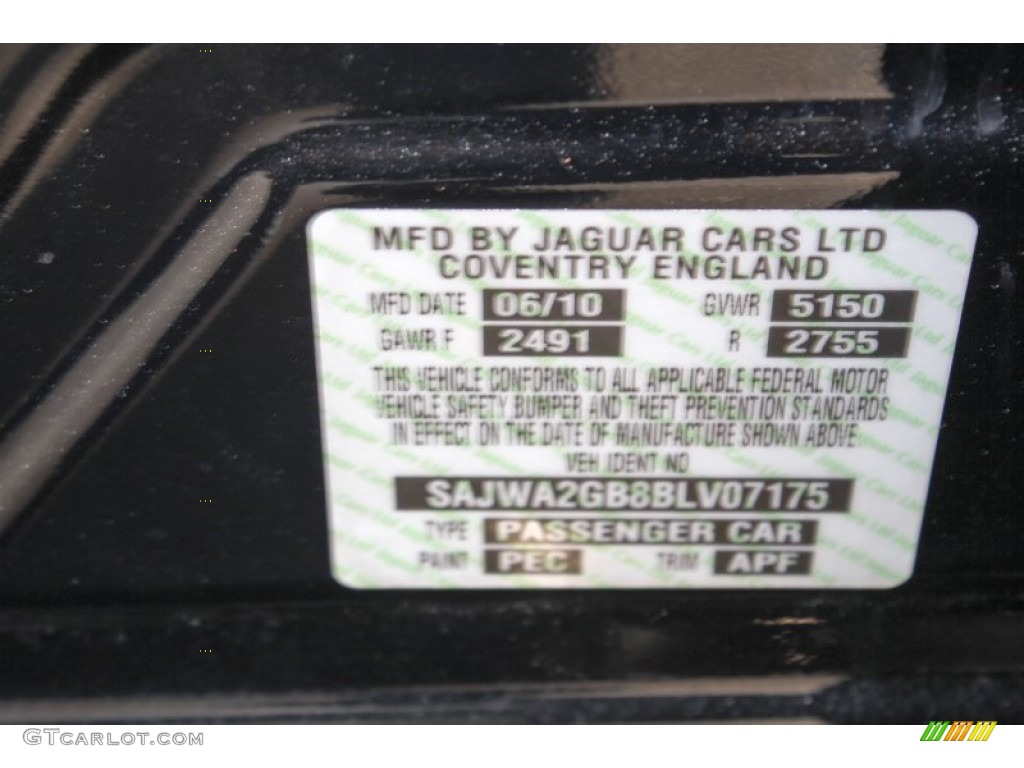 MFD BY JAGUAR CARS LTD
COVENTRY ENGLAND
MFD DATE 06/10 GVWR 5150
GAWR F 2491 R 2755
THIS VEHICLE CONFORMS TO ALL APPLICABLE FEDERAL MOTOR
VEHICLE SAFETY BUMPER AND THEFT PREVENTION STANDARDS
IN EFFECT ON THE DATE OF MANUFACTURE SHOWN ABOVE
VEH IDENT NO
SAJWA2GB8BLV07175
TYPE PASSENGER CAR
PAINT PEC TRIM APF
GTcarlot.com